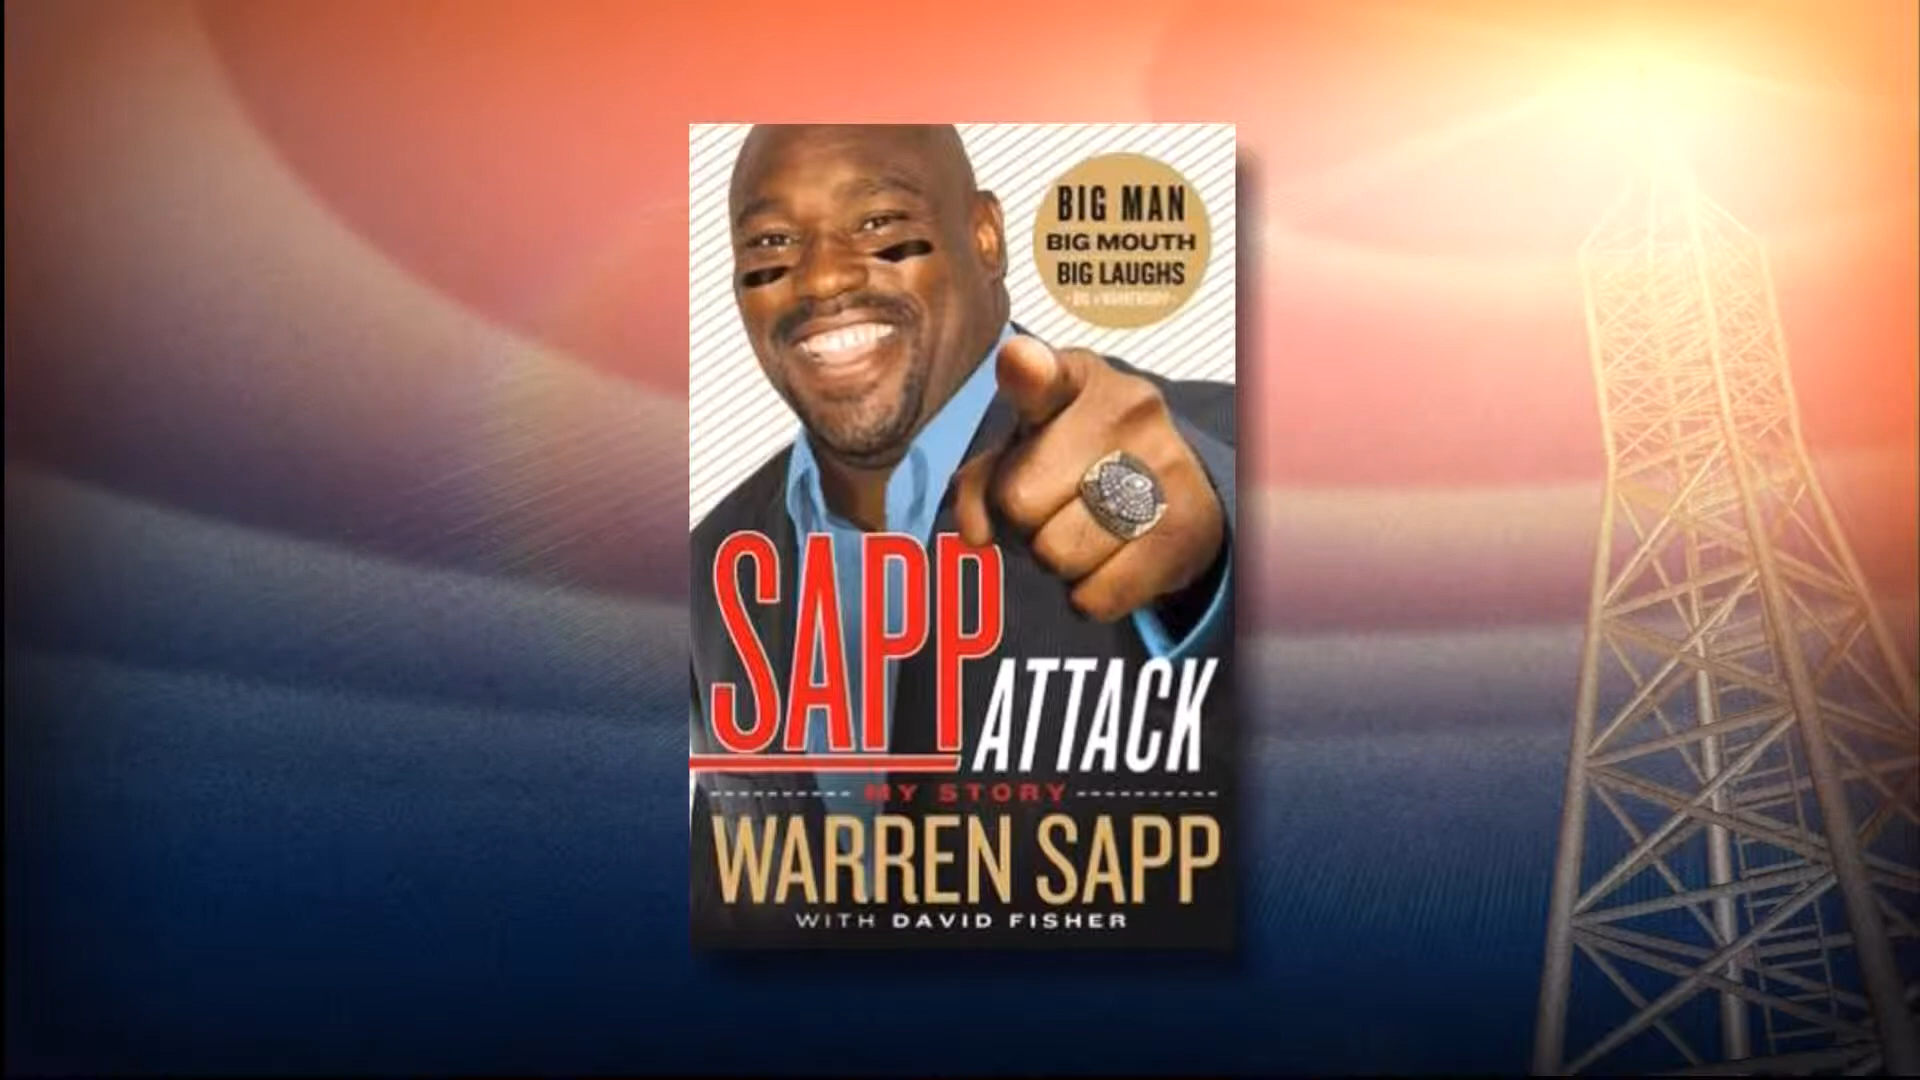 BIG MAN
BIG MOUTH
BIG LAUGHS
SAPP
ATTACK
MY STORY
WARREN SAPP
WITH DAVID FISHER